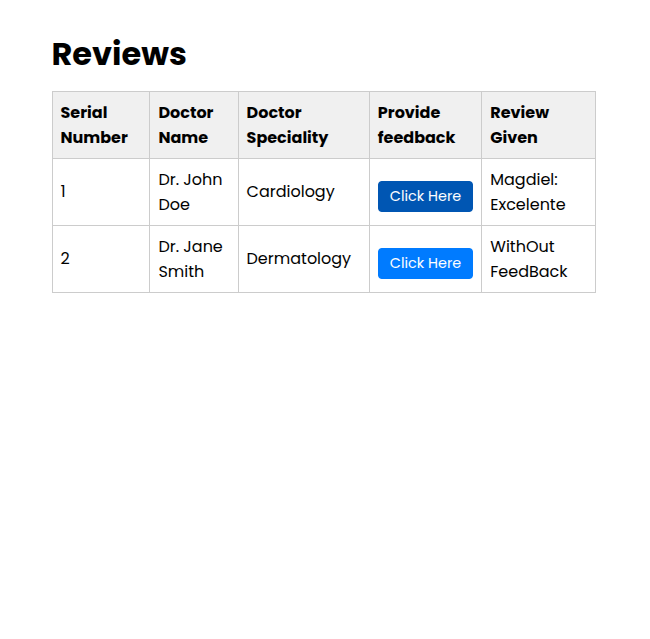 Reviews
Serial Number
Doctor Name
Doctor Speciality
Provide feedback
Review Given
1
Dr. John Doe
Cardiology
Click Here
Magdiel: Excelente
2
Dr. Jane Smith
Dermatology
Click Here
WithOut FeedBack